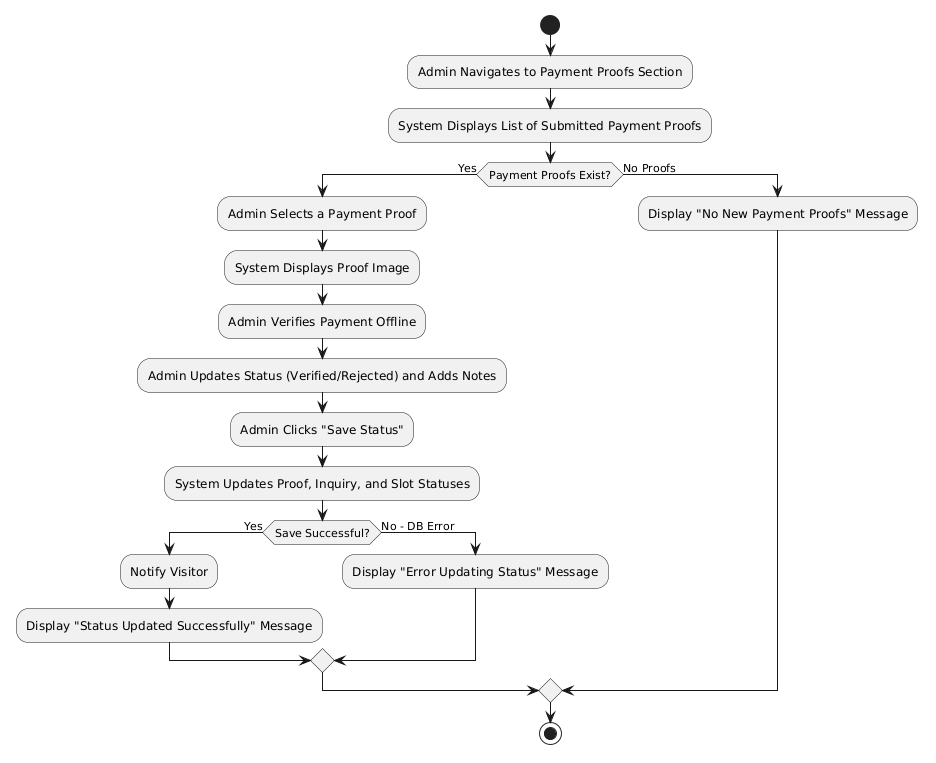 Admin Navigates to Payment Proofs Section
System Displays List of Submitted Payment Proofs
Yes
Payment Proofs Exist?
No Proofs
Admin Selects a Payment Proof
Display "No New Payment Proofs" Message
System Displays Proof Image
Admin Verifies Payment Offline
Admin Updates Status (Verified/Rejected) and Adds Notes
Admin Clicks "Save Status"
System Updates Proof, Inquiry, and Slot Statuses
Yes
Save Successful?
No - DB Error
Notify Visitor
Display "Error Updating Status" Message
Display "Status Updated Successfully" Message